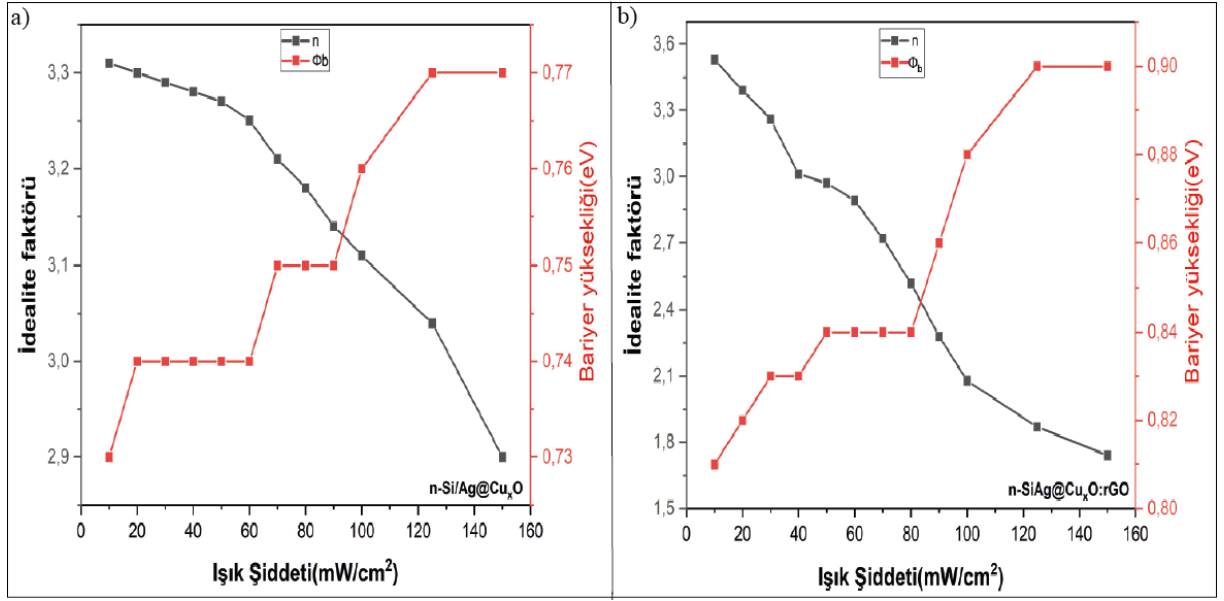 a)
n
Φb
3,3
3,2
3,1
3,0
2,9
İdealite faktörü
0,77
0,76
0,75
0,74
0,73
Bariyer yüksekliği(eV)
n-Si/Ag@CuxO
0 20 40 60 80 100 120 140 160
Işık Şiddeti(mW/cm²)
b)
n
Φb
3,6
3,3
3,0
2,7
2,4
2,1
1,8
1,5
İdealite faktörü
0,90
0,88
0,86
0,84
0,82
0,80
Bariyer yüksekliği(eV)
n-SiAg@CuxO:rGO
0 20 40 60 80 100 120 140 160
Işık Şiddeti(mW/cm²)